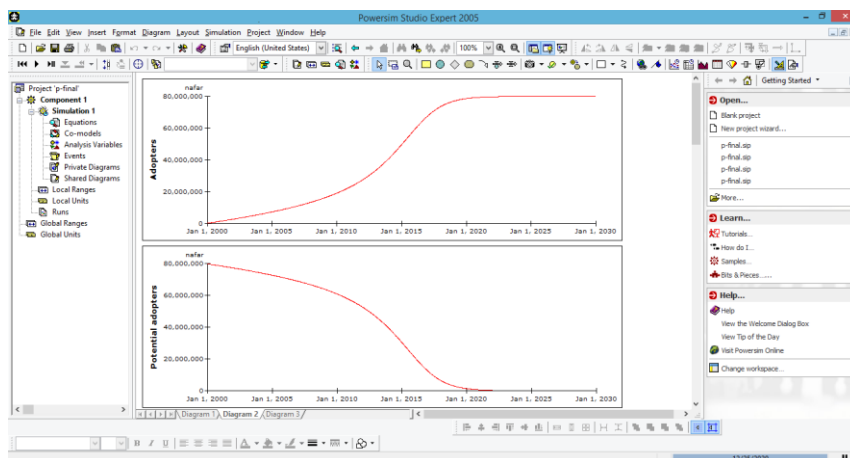 Powersim Studio Expert 2005
File Edit View Insert Format Diagram Layout Simulation Project Window Help
English (United States)
100%
Project 'p-final'
Component 1
Simulation 1
Equations
Co-models
Analysis Variables
Events
Private Diagrams
Shared Diagrams
Local Ranges
Local Units
Runs
Global Ranges
Global Units
nafar
80,000,000
60,000,000
40,000,000
20,000,000
0
Adopters
Jan 1, 2000 Jan 1, 2005 Jan 1, 2010 Jan 1, 2015 Jan 1, 2020 Jan 1, 2025 Jan 1, 2030
nafar
80,000,000
60,000,000
40,000,000
20,000,000
0
Potential adopters
Jan 1, 2000 Jan 1, 2005 Jan 1, 2010 Jan 1, 2015 Jan 1, 2020 Jan 1, 2025 Jan 1, 2030
Diagram 1 Diagram 2 Diagram 3
Getting Started
Open...
Blank project
New project wizard...
p-final.sip
p-final.sip
p-final.sip
p-final.sip
More...
Learn...
Tutorials...
How do I...
Samples...
Bits & Pieces......
Help...
Help
View the Welcome Dialog Box
View Tip of the Day
Visit Powersim Online
Change workspace...
B I U